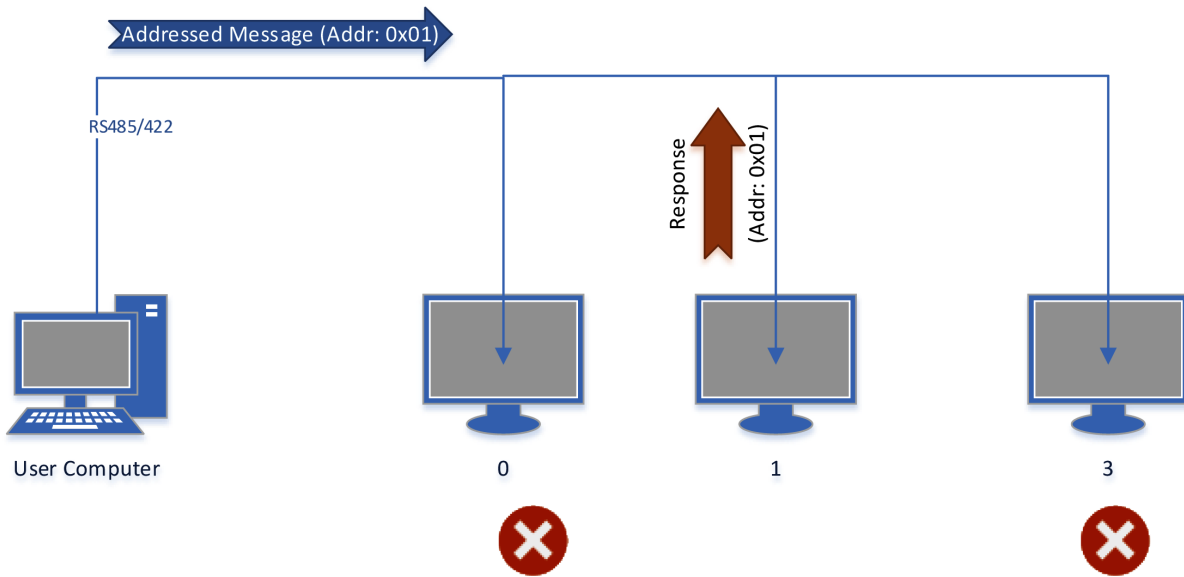 Addressed Message (Addr: 0x01)
RS485/422
Response
(Addr: 0x01)
User Computer
0
1
3